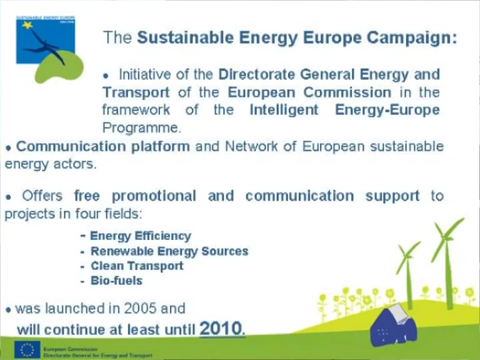 SUSTAINABLE ENERGY EUROPE
The Sustainable Energy Europe Campaign:
• Initiative of the Directorate General Energy and
Transport of the European Commission in the
framework of the Intelligent Energy-Europe
Programme.
• Communication platform and Network of European sustainable
energy actors.
• Offers free promotional and communication support to
projects in four fields:
- Energy Efficiency
- Renewable Energy Sources
- Clean Transport
- Bio-fuels
• was launched in 2005 and
will continue at least until 2010.
European Commission
Directorate-General for Energy and Transport